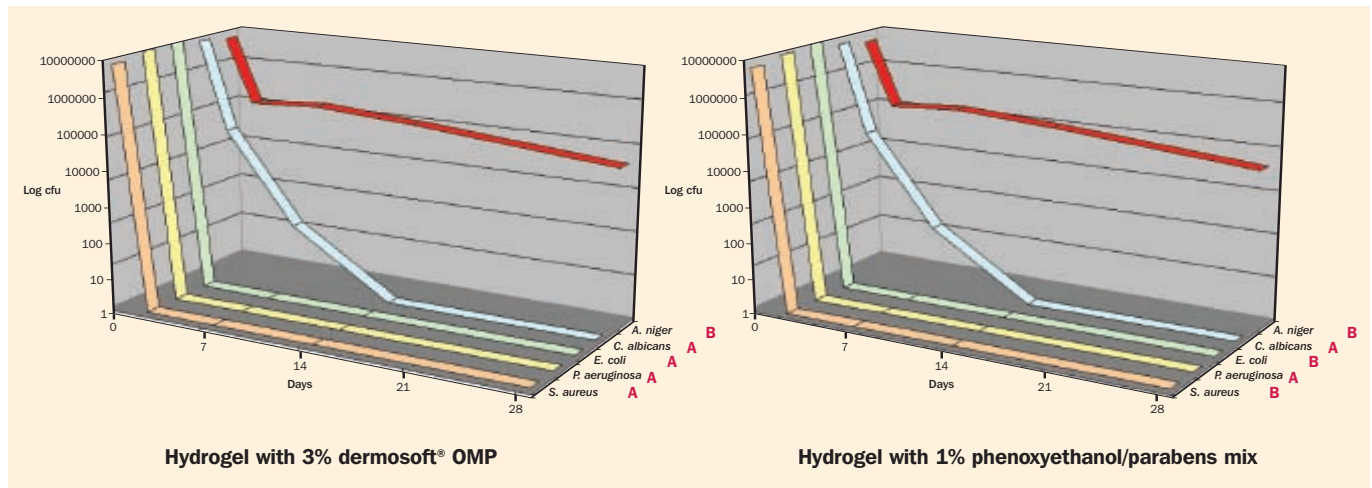 10000000
1000000
100000
10000
Log cfu
1000
100
10
1
0
7
14
21
28
Days
A. niger B
C. albicans A
E. coli A
P. aeruginosa A
S. aureus A
Hydrogel with 3% dermosoft® OMP
10000000
1000000
100000
10000
Log cfu
1000
100
10
1
0
7
14
21
28
Days
A. niger B
C. albicans A
E. coli B
P. aeruginosa A
S. aureus B
Hydrogel with 1% phenoxyethanol/parabens mix